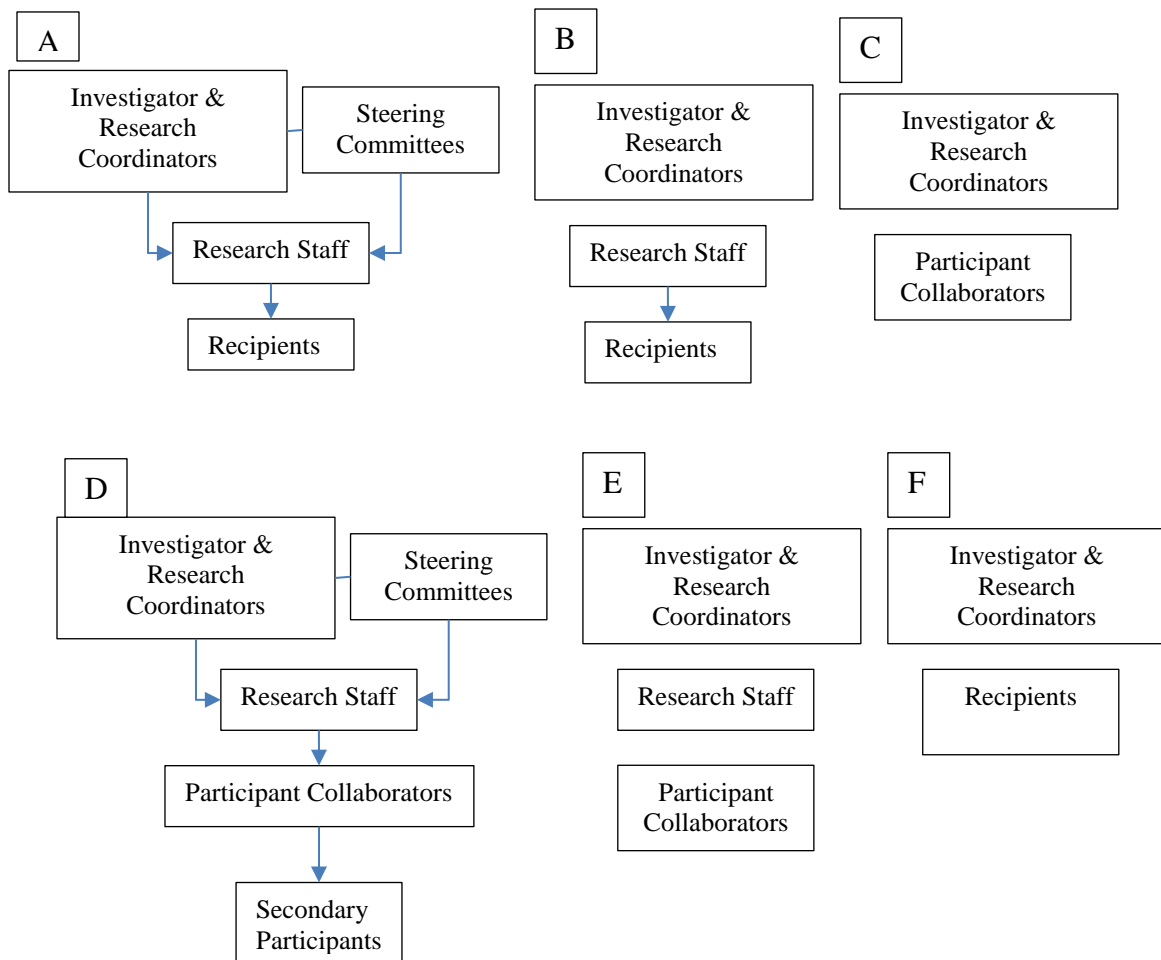 A
Investigator &
Research
Coordinators
Steering
Committees
Research Staff
Recipients
B
Investigator &
Research
Coordinators
Research Staff
Recipients
C
Investigator &
Research
Coordinators
Participant
Collaborators
D
Investigator &
Research
Coordinators
Steering
Committees
Research Staff
Participant Collaborators
Secondary
Participants
E
Investigator &
Research
Coordinators
Research Staff
Participant
Collaborators
F
Investigator &
Research
Coordinators
Recipients